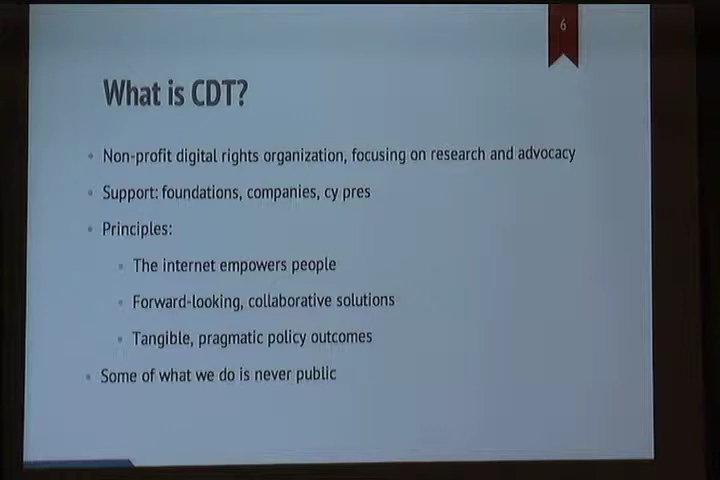 6
What is CDT?
Non-profit digital rights organization, focusing on research and advocacy
Support: foundations, companies, cy pres
Principles:
The internet empowers people
Forward-looking, collaborative solutions
Tangible, pragmatic policy outcomes
Some of what we do is never public